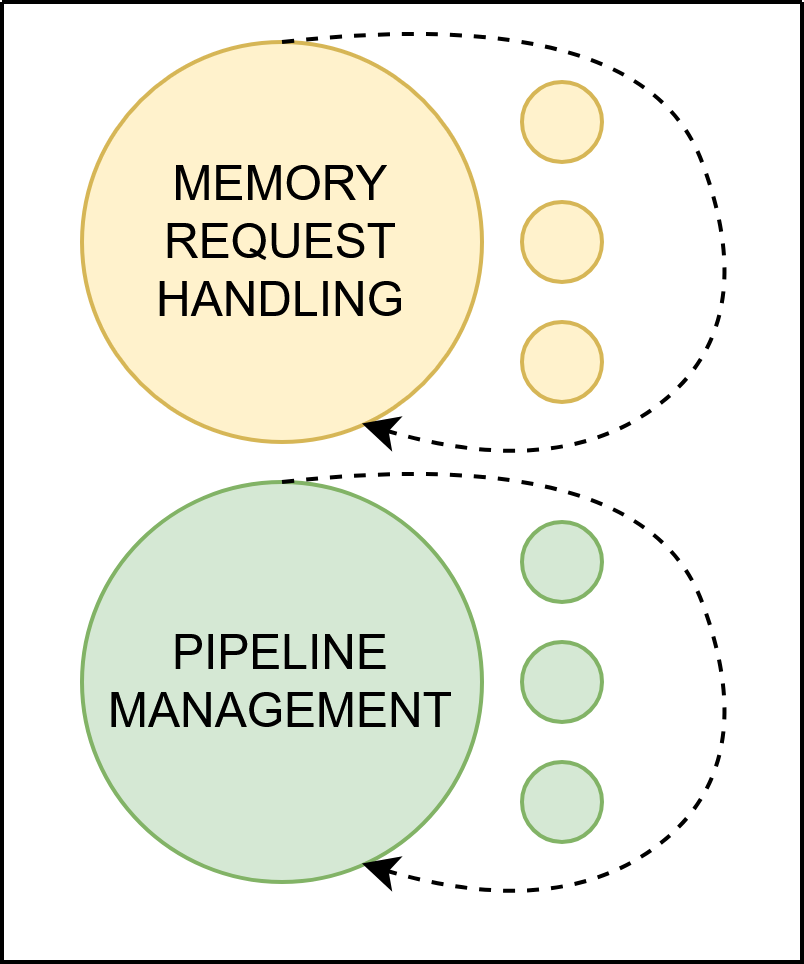 MEMORY
REQUEST
HANDLING
PIPELINE
MANAGEMENT